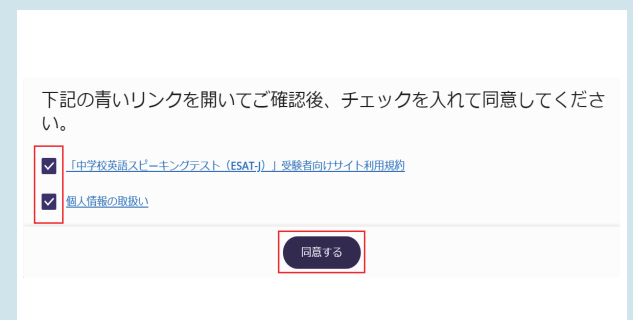 下記の青いリンクを開いてご確認後、チェックを入れて同意してくださ
い。
「中学校英語スピーキングテスト（ESAT-J）」受験者向けサイト利用規約
個人情報の取扱い
同意する